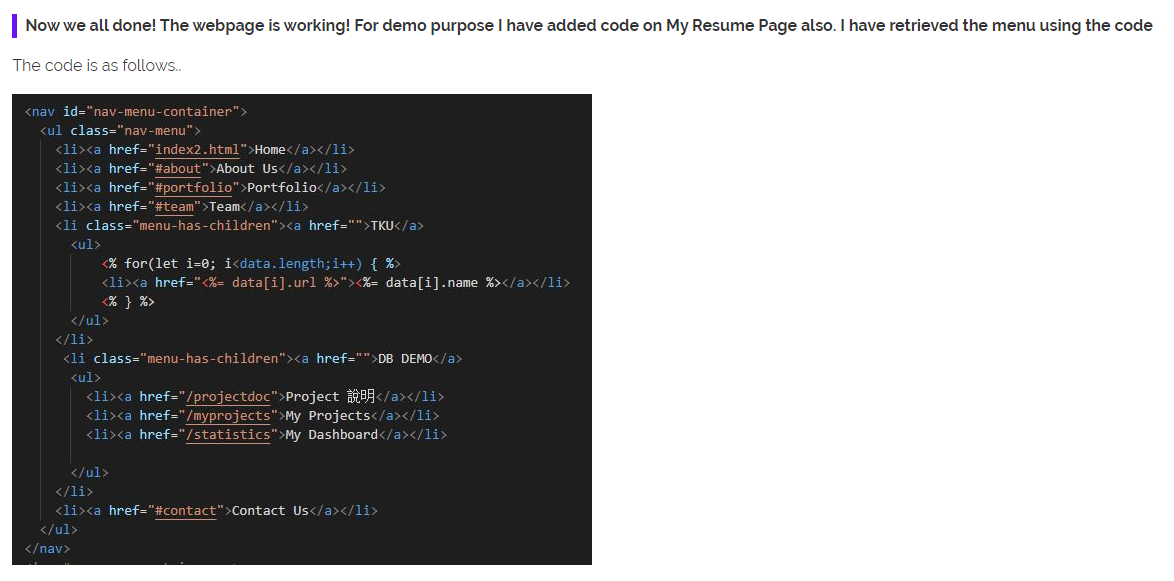 Now we all done! The webpage is working! For demo purpose I have added code on My Resume Page also. I have retrieved the menu using the code
The code is as follows..
<nav id="nav-menu-container">
<ul class="nav-menu">
<li><a href="index2.html">Home</a></li>
<li><a href="#about">About Us</a></li>
<li><a href="#portfolio">Portfolio</a></li>
<li><a href="#team">Team</a></li>
<li class="menu-has-children"><a href="">TKU</a>
<ul>
<% for(let i=0; i<data.length;i++) { %>
<li><a href="<%= data[i].url %>"><%= data[i].name %></a></li>
<% } %>
</ul>
</li>
<li class="menu-has-children"><a href="">DB DEMO</a>
<ul>
<li><a href="/projectdoc">Project 說明</a></li>
<li><a href="/myprojects">My Projects</a></li>
<li><a href="/statistics">My Dashboard</a></li>
</ul>
</li>
<li><a href="#contact">Contact Us</a></li>
</ul>
</nav>